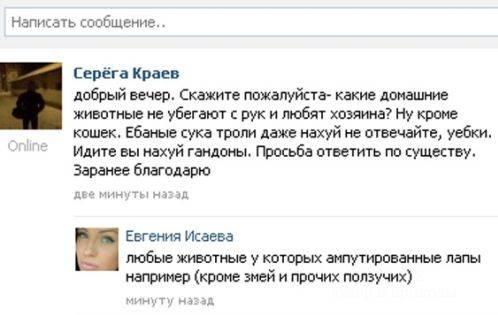 Написать сообщение..
Серёга Краев
добрый вечер. Скажите пожалуйста- какие домашние
животные не убегают с рук и любят хозяина? Ну кроме
кошек. Ебаные сука троли даже нахуй не отвечайте, уебки.
Идите вы нахуй гандоны. Просьба ответить по существу.
Заранее благодарю
Online
две минуты назад
Евгения Исаева
любые животные у которых ампутированные лапы
например (кроме змей и прочих ползучих)
минуту назад